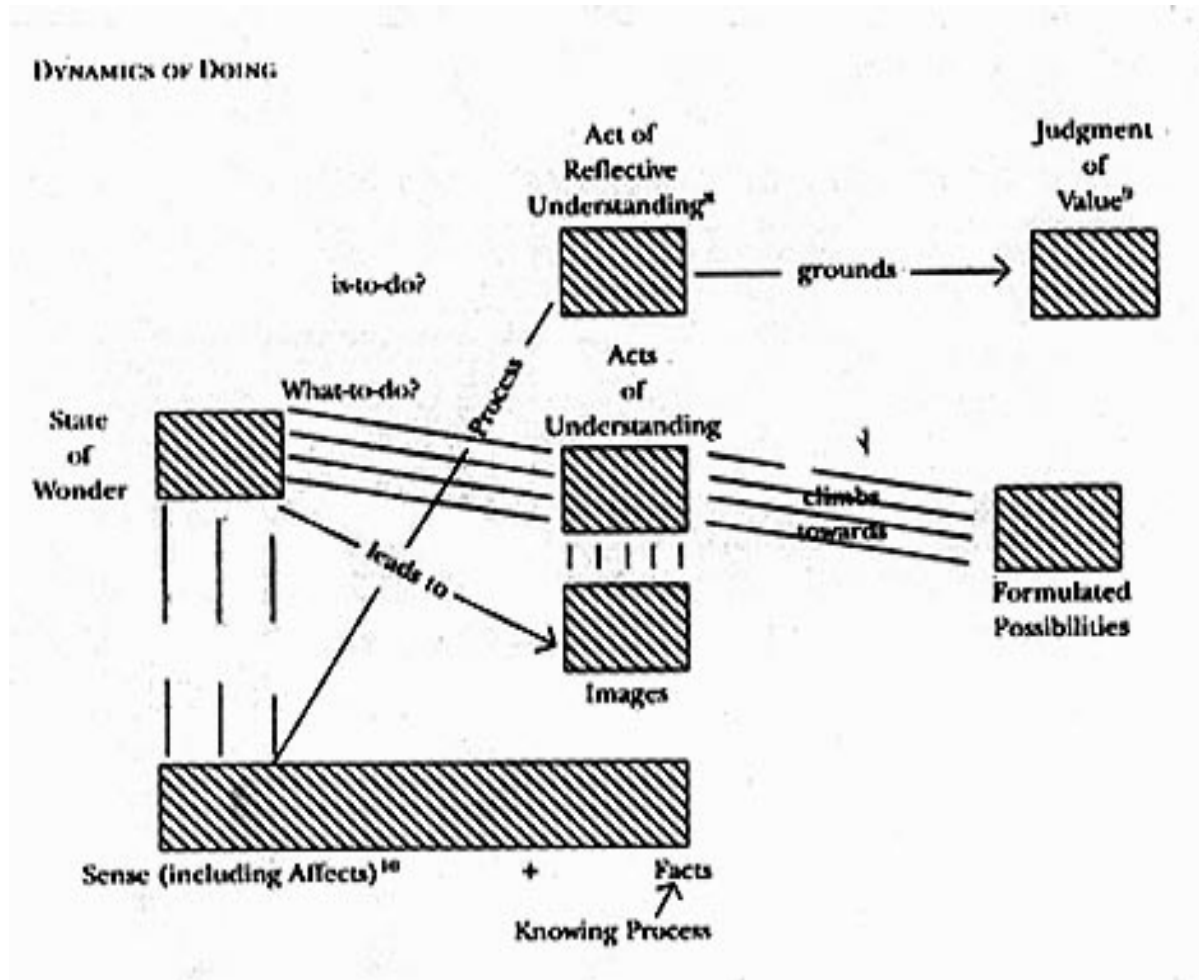 DYNAMICS OF DOING
Act of
Reflective
Understanding⁸
Judgment
of
Value⁹
is-to-do?
grounds
Process
Acts
of
Understanding
What-to-do?
State
of
Wonder
climbs
towards
leads to
Formulated
Possibilities
Images
Sense (including Affects)¹⁰ + Facts
Knowing Process